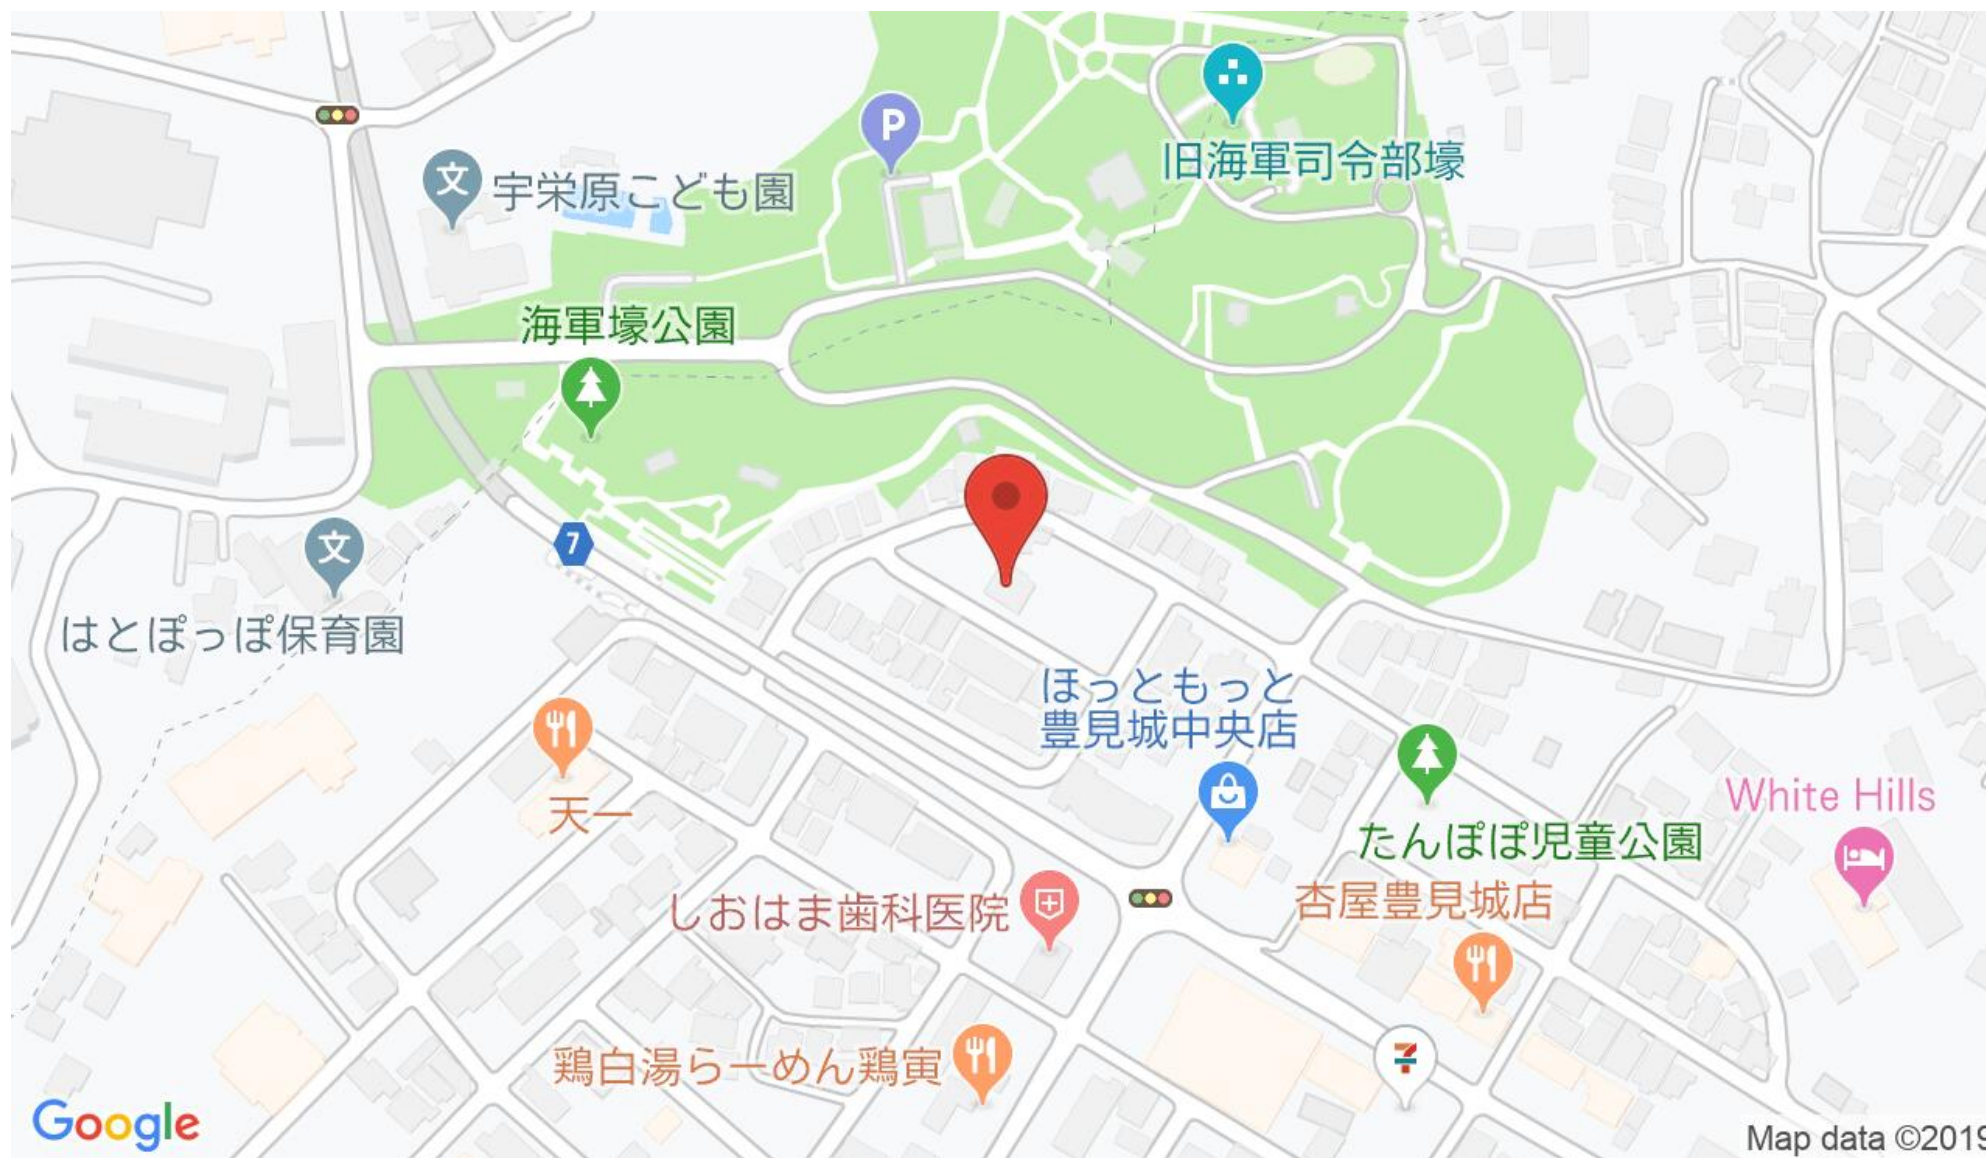 P
旧海軍司令部壕
文
宇栄原こども園
海軍壕公園
7
文
はとぽっぽ保育園
ほっともっと
豊見城中央店
天一
White Hills
たんぽぽ児童公園
杏屋豊見城店
しおはま歯科医院
7
鶏白湯らーめん鶏寅
Google
Map data ©2019